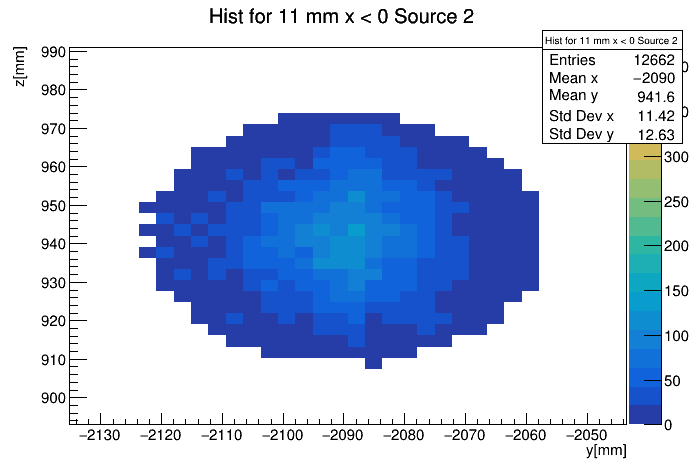 Hist for 11 mm x < 0 Source 2
z[mm]
990
980
970
960
950
940
930
920
910
900
−2130 −2120 −2110 −2100 −2090 −2080 −2070 −2060 −2050
y[mm]
Hist for 11 mm x < 0 Source 2
Entries 12662
Mean x −2090
Mean y 941.6
Std Dev x 11.42
Std Dev y 12.63
300
250
200
150
100
50
0